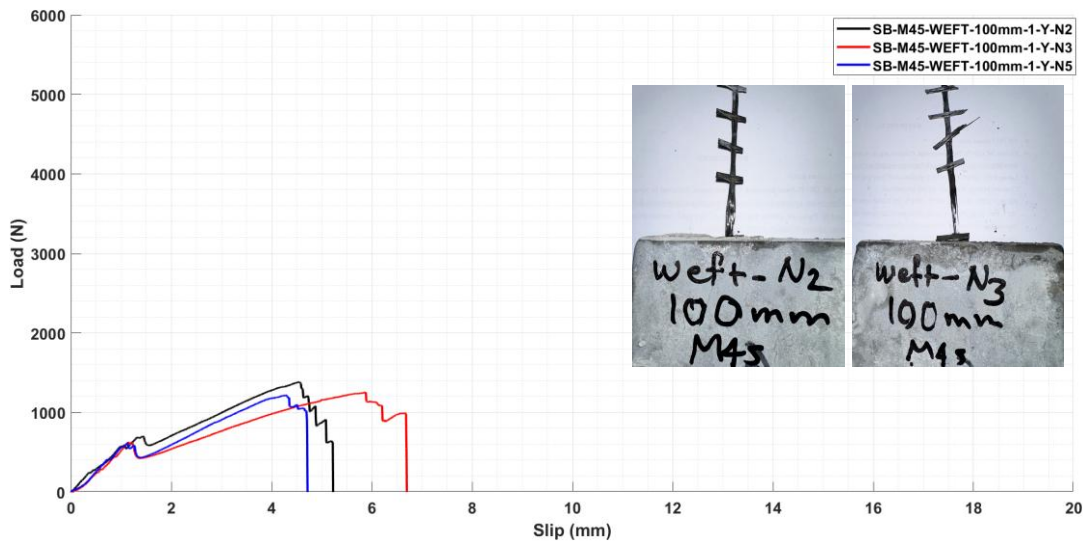 6000
SB-M45-WEFT-100mm-1-Y-N2
SB-M45-WEFT-100mm-1-Y-N3
SB-M45-WEFT-100mm-1-Y-N5
5000
4000
3000
2000
1000
0
Load (N)
weft-N2
100mm
M45
weft-N3
100mm
M45
0 2 4 6 8 10 12 14 16 18 20
Slip (mm)